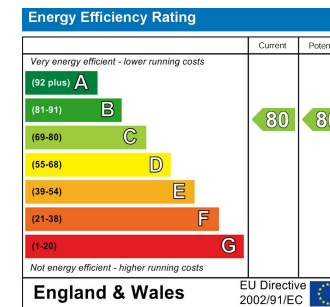 Energy Efficiency Rating
Current Poten
Very energy efficient - lower running costs
(92 plus) A
(81-91) B
(69-80) C
(55-68) D
(39-54) E
(21-38) F
(1-20) G
80 80
Not energy efficient - higher running costs
England & Wales
EU Directive
2002/91/EC